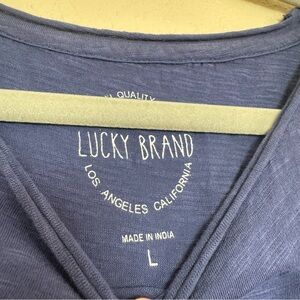 QUALITY
LUCKY BRAND
LOS ANGELES CALIFORNIA
MADE IN INDIA
L